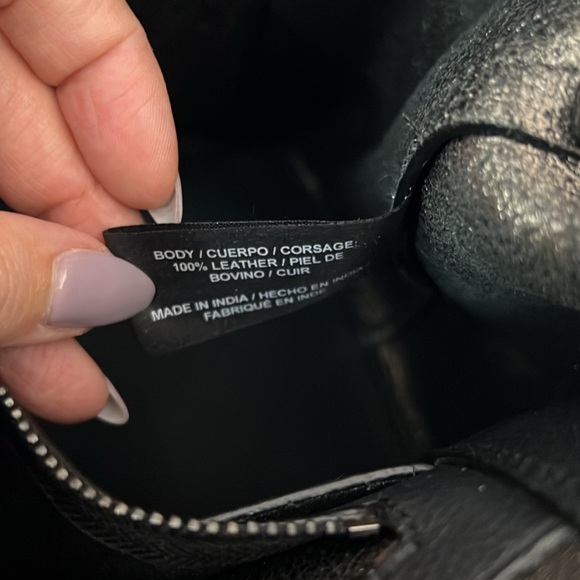 BODY / CUERPO / CORSAGE:
100% LEATHER / PIEL DE
BOVINO / CUIR
MADE IN INDIA / HECHO EN INDIA
FABRIQUÉ EN INDE